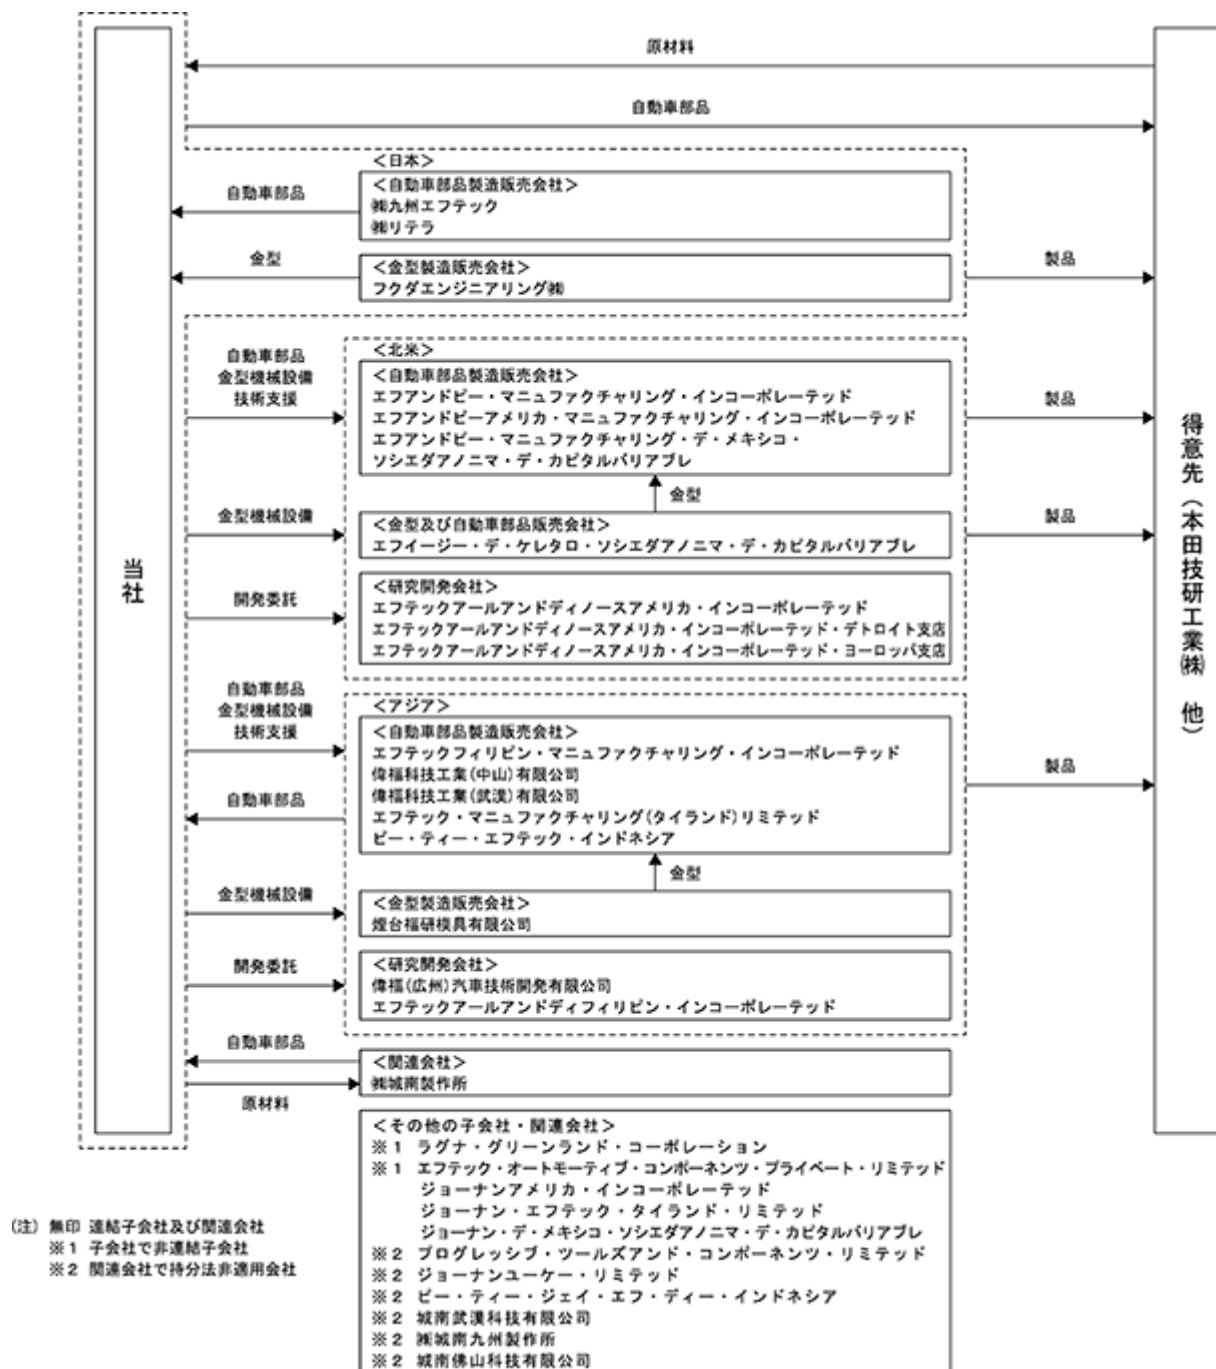 原材料
自動車部品
<日本>
<自動車部品製造販売会社>
㈱九州エフテック
㈱リテラ
自動車部品
<金型製造販売会社>
フクダエンジニアリング㈱
金型
製品
<北米>
<自動車部品製造販売会社>
エフアンドピー・マニュファクチャリング・インコーポレーテッド
エフアンドピーアメリカ・マニュファクチャリング・インコーポレーテッド
エフアンドピー・マニュファクチャリング・デ・メキシコ・
ソシエダアノニマ・デ・カピタルバリアブレ
自動車部品
金型機械設備
技術支援
製品
金型
<金型及び自動車部品販売会社>
エフイージー・デ・ケレタロ・ソシエダアノニマ・デ・カピタルバリアブレ
金型機械設備
製品
<研究開発会社>
エフテックアールアンドディノースアメリカ・インコーポレーテッド
エフテックアールアンドディノースアメリカ・インコーポレーテッド・デトロイト支店
エフテックアールアンドディノースアメリカ・インコーポレーテッド・ヨーロッパ支店
開発委託
当社
得意先(本田技研工業㈱ 他)
<アジア>
<自動車部品製造販売会社>
エフテックフィリピン・マニュファクチャリング・インコーポレーテッド
偉福科技工業(中山)有限公司
偉福科技工業(武漢)有限公司
エフテック・マニュファクチャリング(タイランド)リミテッド
ピー・ティー・エフテック・インドネシア
自動車部品
金型機械設備
技術支援
自動車部品
製品
金型
<金型製造販売会社>
煙台福研模具有限公司
金型機械設備
<研究開発会社>
偉福(広州)汽車技術開発有限公司
エフテックアールアンドディフィリピン・インコーポレーテッド
開発委託
自動車部品
<関連会社>
㈱城南製作所
原材料
<その他の子会社・関連会社>
※1 ラグナ・グリーンランド・コーポレーション
※1 エフテック・オートモーティブ・コンポーネンツ・プライベート・リミテッド
ジョーナンアメリカ・インコーポレーテッド
ジョーナン・エフテック・タイランド・リミテッド
ジョーナン・デ・メキシコ・ソシエダアノニマ・デ・カピタルバリアブレ
※2 プログレッシブ・ツールズアンド・コンポーネンツ・リミテッド
※2 ジョーナンユーケー・リミテッド
※2 ピー・ティー・ジェイ・エフ・ディー・インドネシア
※2 城南武漢科技有限公司
※2 ㈱城南九州製作所
※2 城南佛山科技有限公司
(注) 無印 連結子会社及び関連会社
※1 子会社で非連結子会社
※2 関連会社で持分法非適用会社